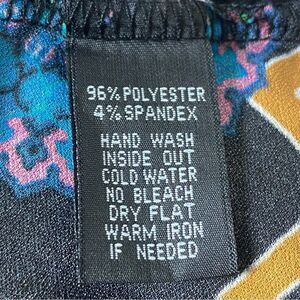 96% POLYESTER
4% SPANDEX
HAND WASH
INSIDE OUT
COLD WATER
NO BLEACH
DRY FLAT
WARM IRON
IF NEEDED